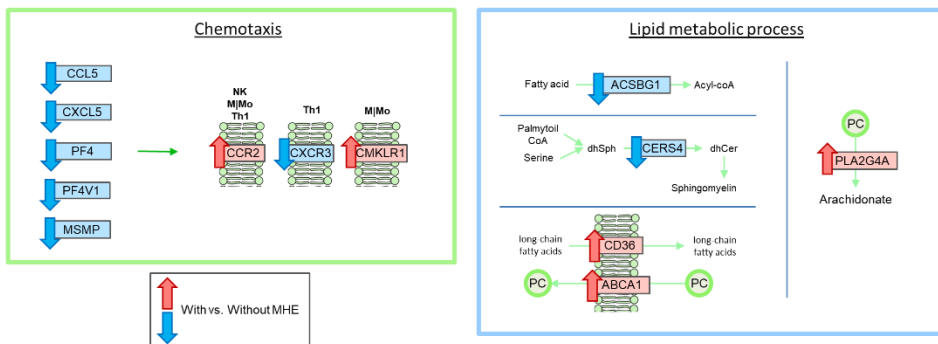 Chemotaxis
CCL5
CXCL5
PF4
PF4V1
MSMP
NK
M|Mo
Th1
CCR2
Th1
CXCR3
M|Mo
CMKLR1
With vs. Without MHE
Lipid metabolic process
Fatty acid
ACSBG1
Acyl-coA
Palmytoil
CoA
Serine
dhSph
CERS4
dhCer
Sphingomyelin
long-chain
fatty acids
CD36
long-chain
fatty acids
PC
ABCA1
PC
PC
PLA2G4A
Arachidonate